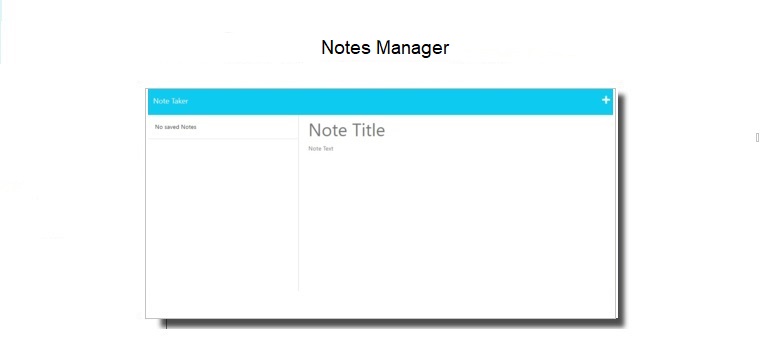 Notes Manager
Note Taker
No saved Notes
Note Title
Note Text